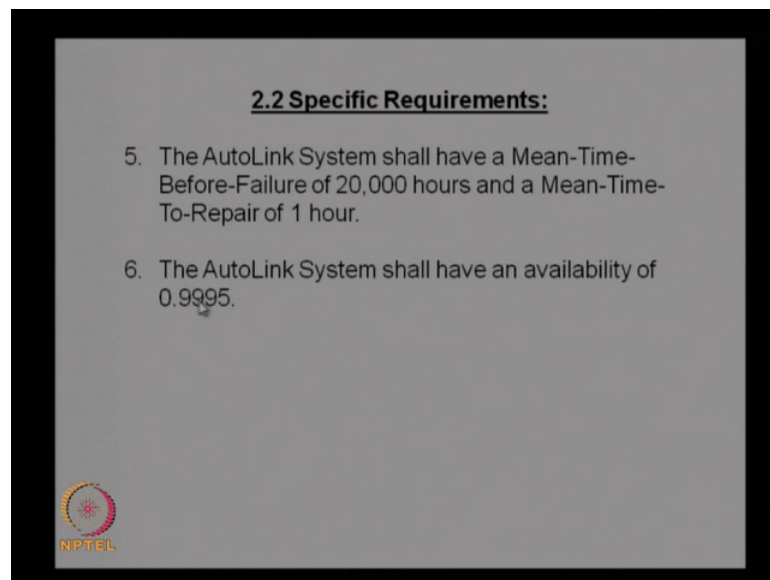 2.2 Specific Requirements:
5. The AutoLink System shall have a Mean-Time-
Before-Failure of 20,000 hours and a Mean-Time-
To-Repair of 1 hour.
6. The AutoLink System shall have an availability of
0.9995.
NPTEL